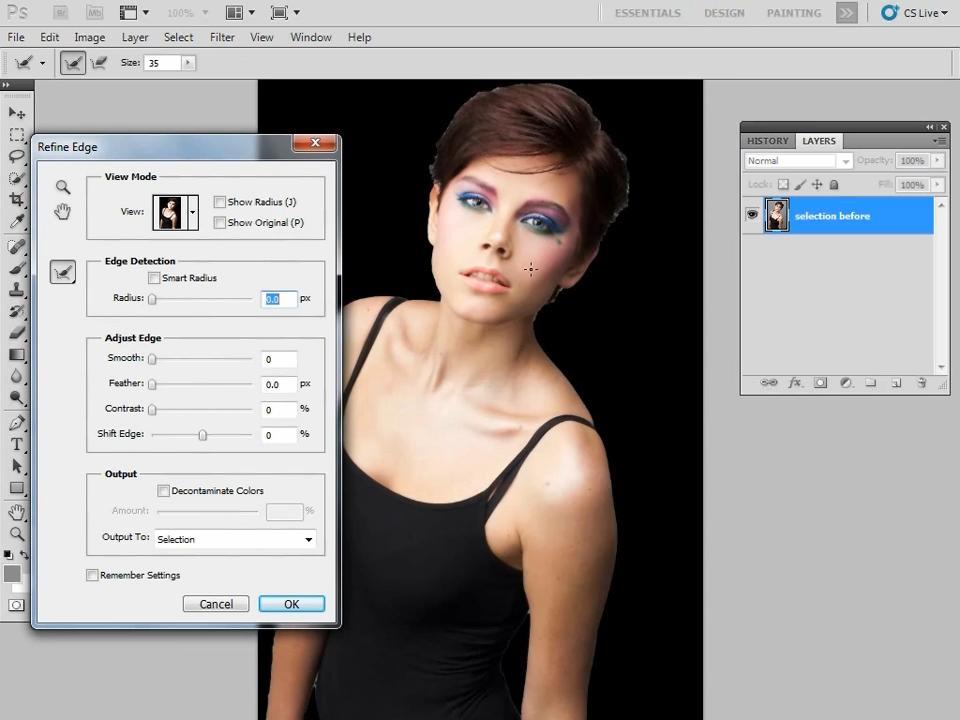 Ps Br Mb 100% ESSENTIALS DESIGN PAINTING CS Live
File Edit Image Layer Select Filter View Window Help
Size: 35
Refine Edge
View Mode
View: Show Radius (J)
Show Original (P)
Edge Detection
Smart Radius
Radius: 0.0 px
Adjust Edge
Smooth: 0
Feather: 0.0 px
Contrast: 0 %
Shift Edge: 0 %
Output
Decontaminate Colors
Amount: %
Output To: Selection
Remember Settings
Cancel OK
HISTORY LAYERS
Normal Opacity: 100%
Lock: Fill: 100%
selection before